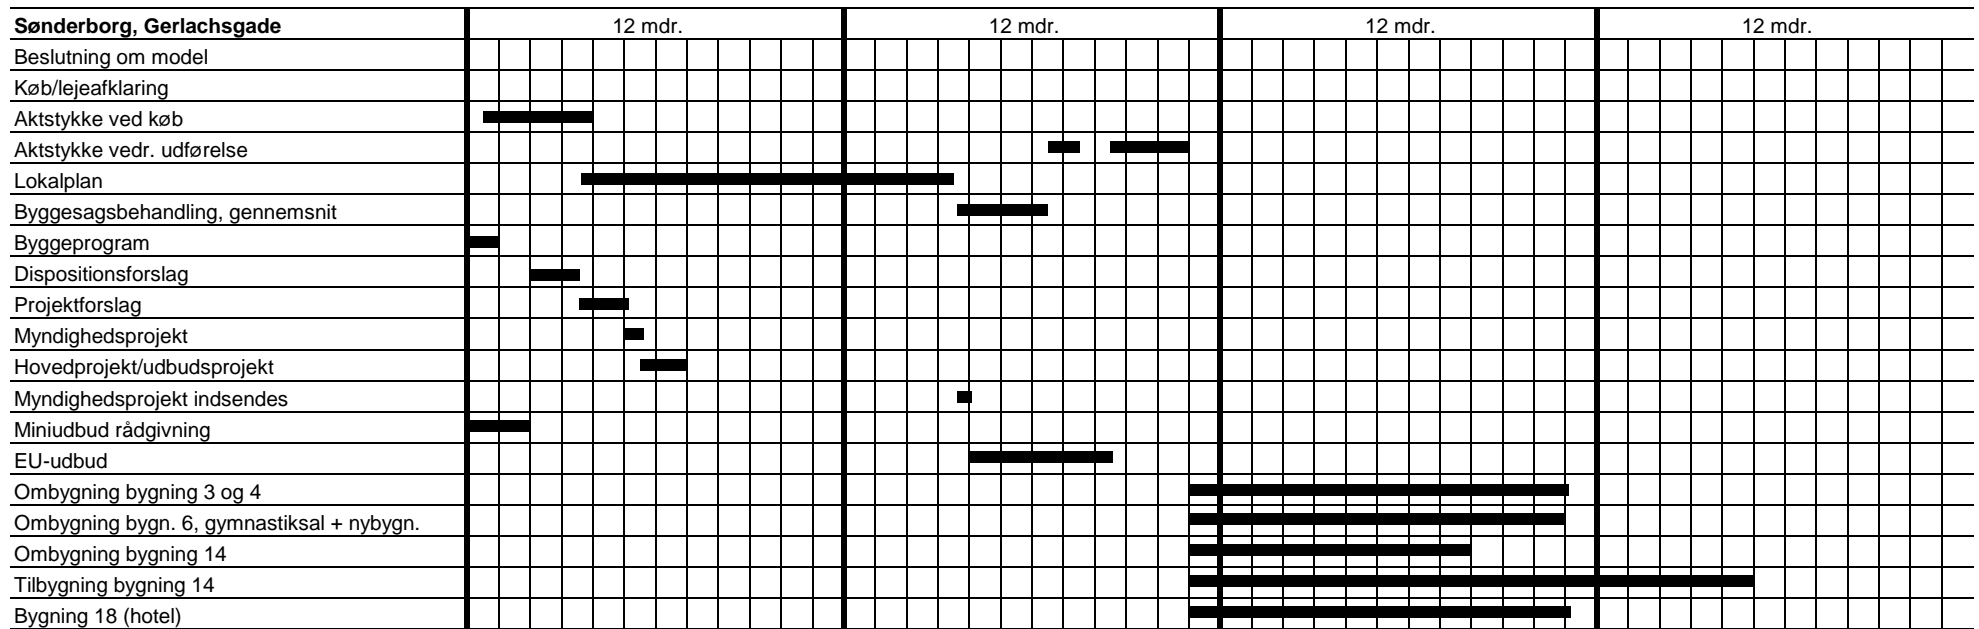 Sønderborg, Gerlachsgade 12 mdr. 12 mdr. 12 mdr. 12 mdr.
Beslutning om model
Køb/lejeafklaring
Aktstykke ved køb
Aktstykke vedr. udførelse
Lokalplan
Byggesagsbehandling, gennemsnit
Byggeprogram
Dispositionsforslag
Projektforslag
Myndighedsprojekt
Hovedprojekt/udbudsprojekt
Myndighedsprojekt indsendes
Miniudbud rådgivning
EU-udbud
Ombygning bygning 3 og 4
Ombygning bygn. 6, gymnastiksal + nybygn.
Ombygning bygning 14
Tilbygning bygning 14
Bygning 18 (hotel)